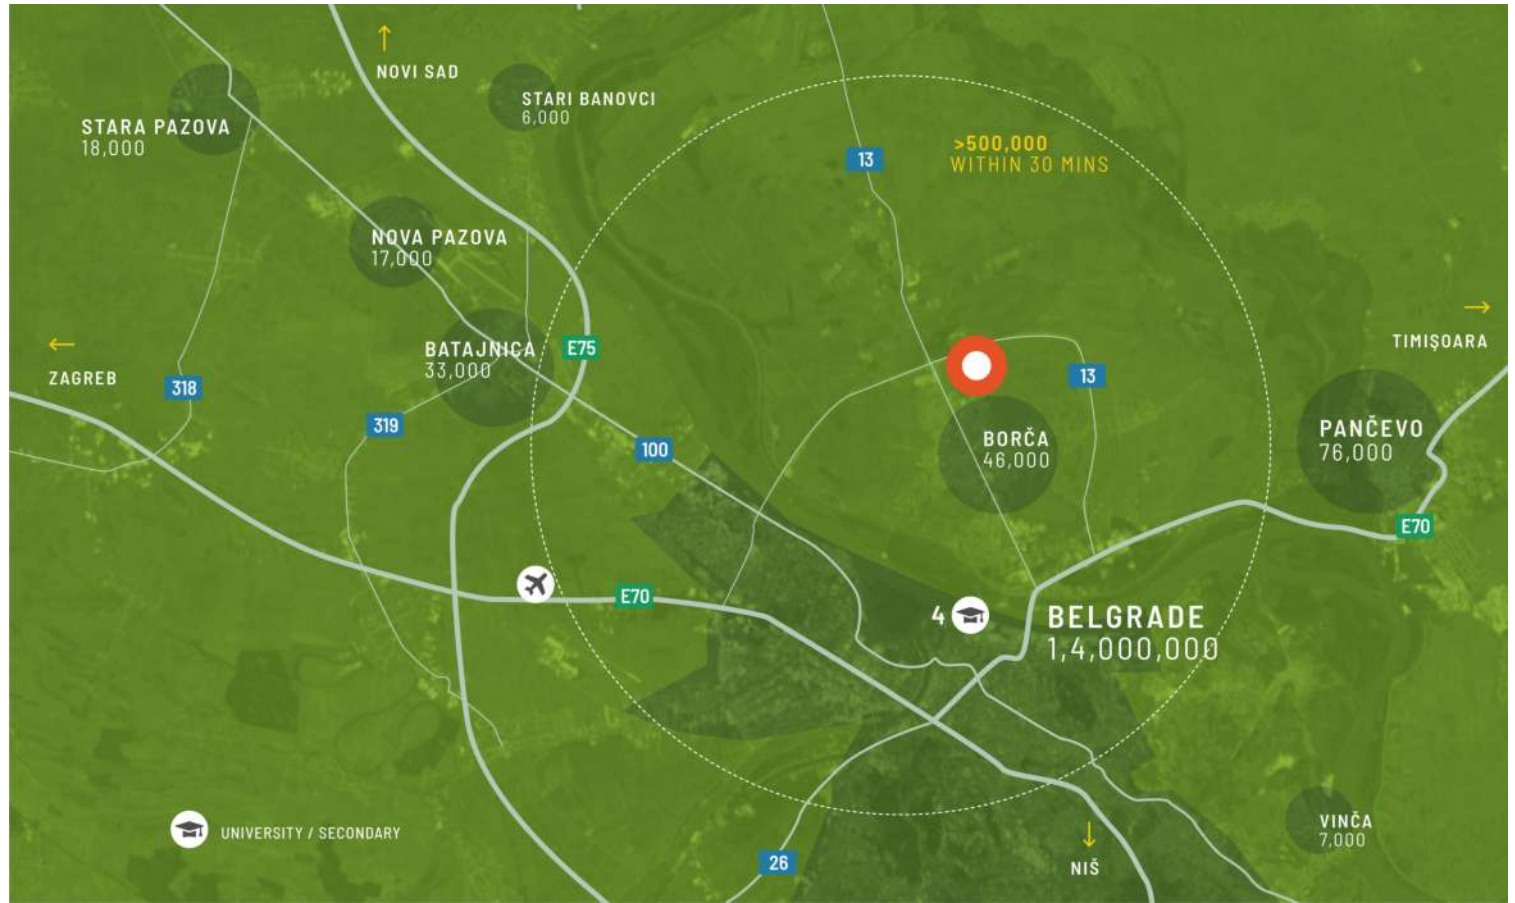 NOVI SAD
STARI BANOVCI
6,000
STARA PAZOVA
18,000
>500,000
WITHIN 30 MINS
13
NOVA PAZOVA
17,000
BATAJNICA
33,000
E75
TIMIȘOARA
ZAGREB
318
319
13
100
BORČA
46,000
PANČEVO
76,000
E70
E70
4
BELGRADE
1,4,000,000
UNIVERSITY / SECONDARY
26
NIŠ
VINČA
7,000